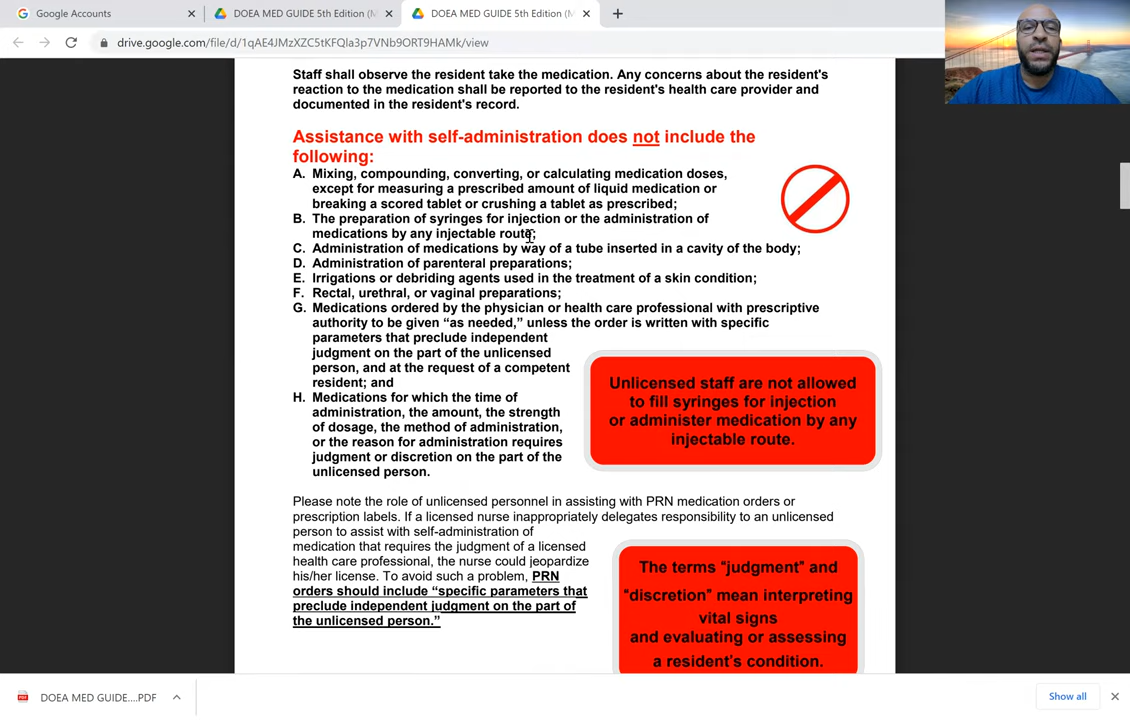 Google Accounts
DOEA MED GUIDE 5th Edition (M
DOEA MED GUIDE 5th Edition (M
drive.google.com/file/d/1qAE4JMzXZC5tKFQla3p7VNb9ORT9HAMk/view
Staff shall observe the resident take the medication. Any concerns about the resident's
reaction to the medication shall be reported to the resident's health care provider and
documented in the resident's record.
Assistance with self-administration does not include the
following:
A. Mixing, compounding, converting, or calculating medication doses,
except for measuring a prescribed amount of liquid medication or
breaking a scored tablet or crushing a tablet as prescribed;
B. The preparation of syringes for injection or the administration of
medications by any injectable route;
C. Administration of medications by way of a tube inserted in a cavity of the body;
D. Administration of parenteral preparations;
E. Irrigations or debriding agents used in the treatment of a skin condition;
F. Rectal, urethral, or vaginal preparations;
G. Medications ordered by the physician or health care professional with prescriptive
authority to be given “as needed,” unless the order is written with specific
parameters that preclude independent
judgment on the part of the unlicensed
person, and at the request of a competent
resident; and
H. Medications for which the time of
administration, the amount, the strength
of dosage, the method of administration,
or the reason for administration requires
judgment or discretion on the part of the
unlicensed person.
Unlicensed staff are not allowed
to fill syringes for injection
or administer medication by any
injectable route.
Please note the role of unlicensed personnel in assisting with PRN medication orders or
prescription labels. If a licensed nurse inappropriately delegates responsibility to an unlicensed
person to assist with self-administration of
medication that requires the judgment of a licensed
health care professional, the nurse could jeopardize
his/her license. To avoid such a problem, PRN
orders should include “specific parameters that
preclude independent judgment on the part of
the unlicensed person.”
The terms "judgment" and
"discretion" mean interpreting
vital signs
and evaluating or assessing
a resident's condition.
DOEA MED GUIDE....PDF
Show all